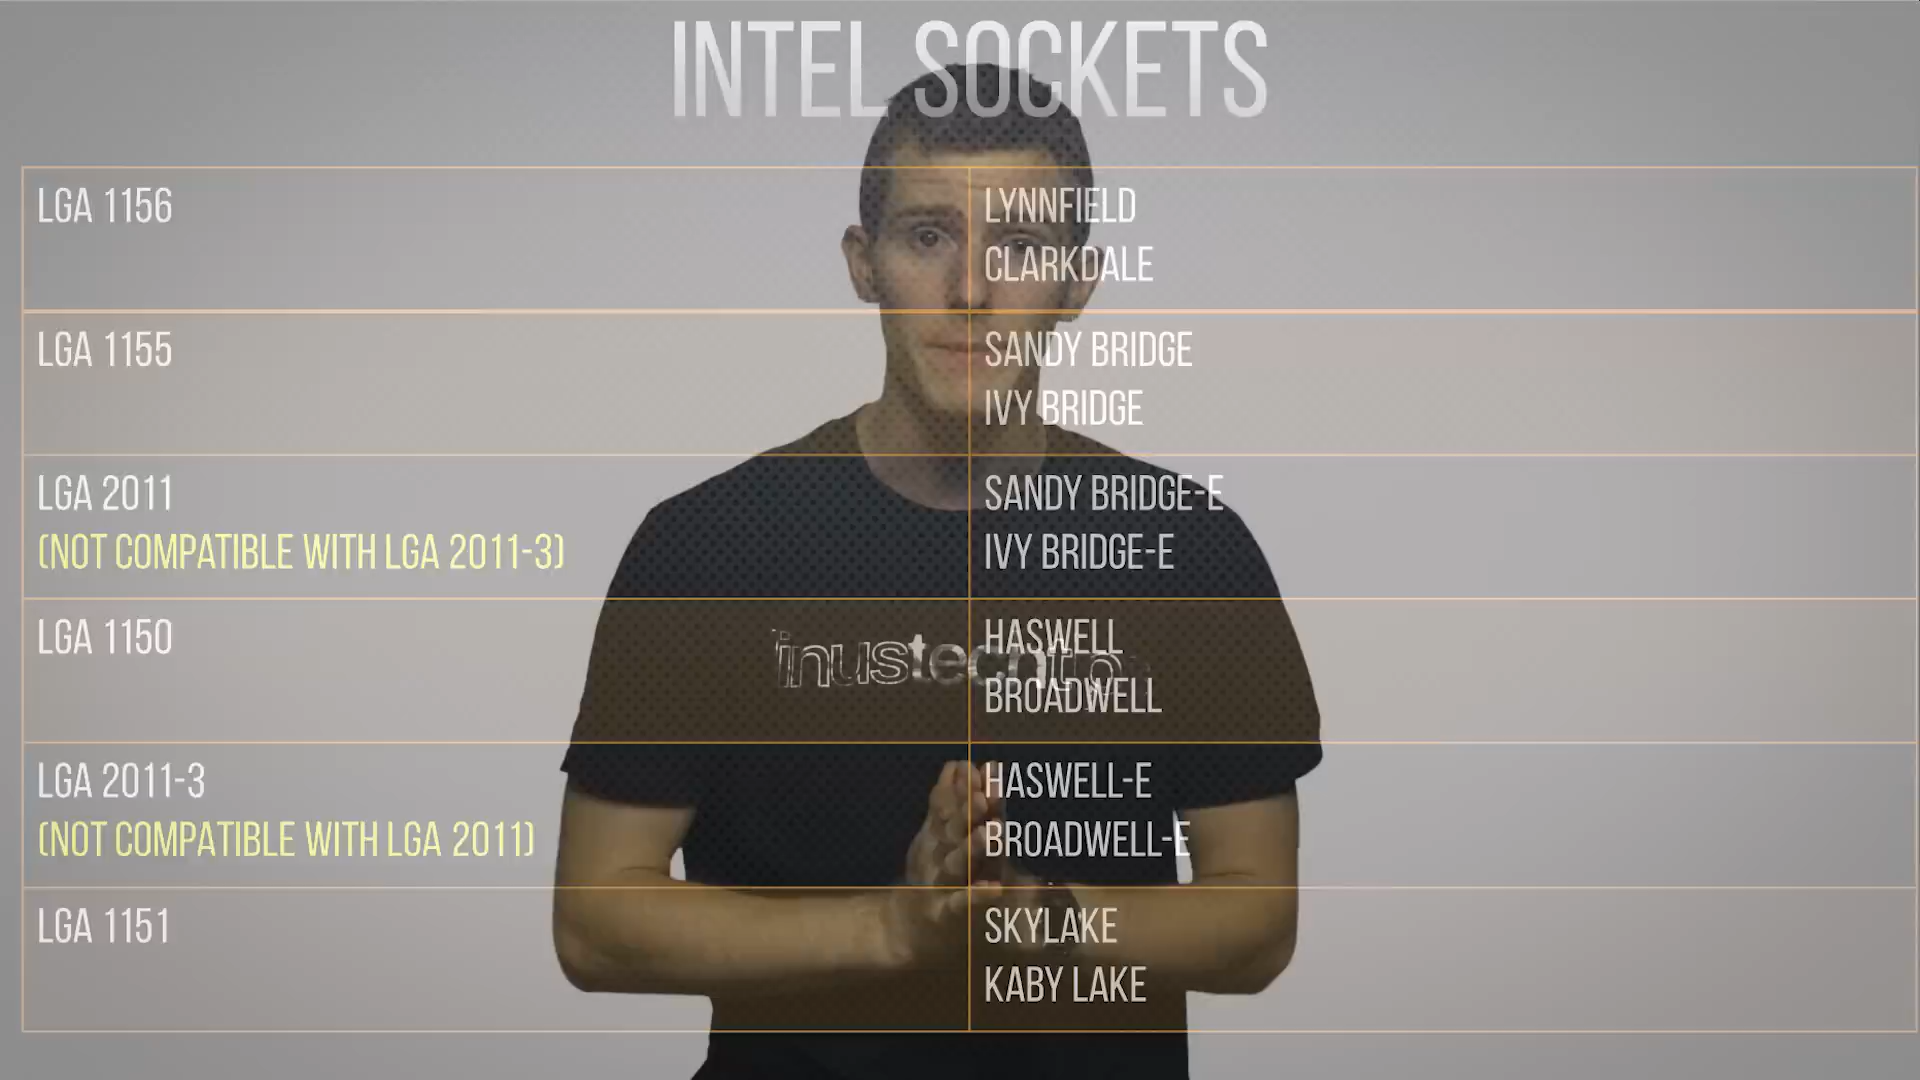 INTEL SOCKETS
LGA 1156
LYNNFIELD
CLARKDALE
LGA 1155
SANDY BRIDGE
IVY BRIDGE
LGA 2011
(NOT COMPATIBLE WITH LGA 2011-3)
SANDY BRIDGE-E
IVY BRIDGE-E
LGA 1150
HASWELL
BROADWELL
LGA 2011-3
(NOT COMPATIBLE WITH LGA 2011)
HASWELL-E
BROADWELL-E
LGA 1151
SKYLAKE
KABY LAKE